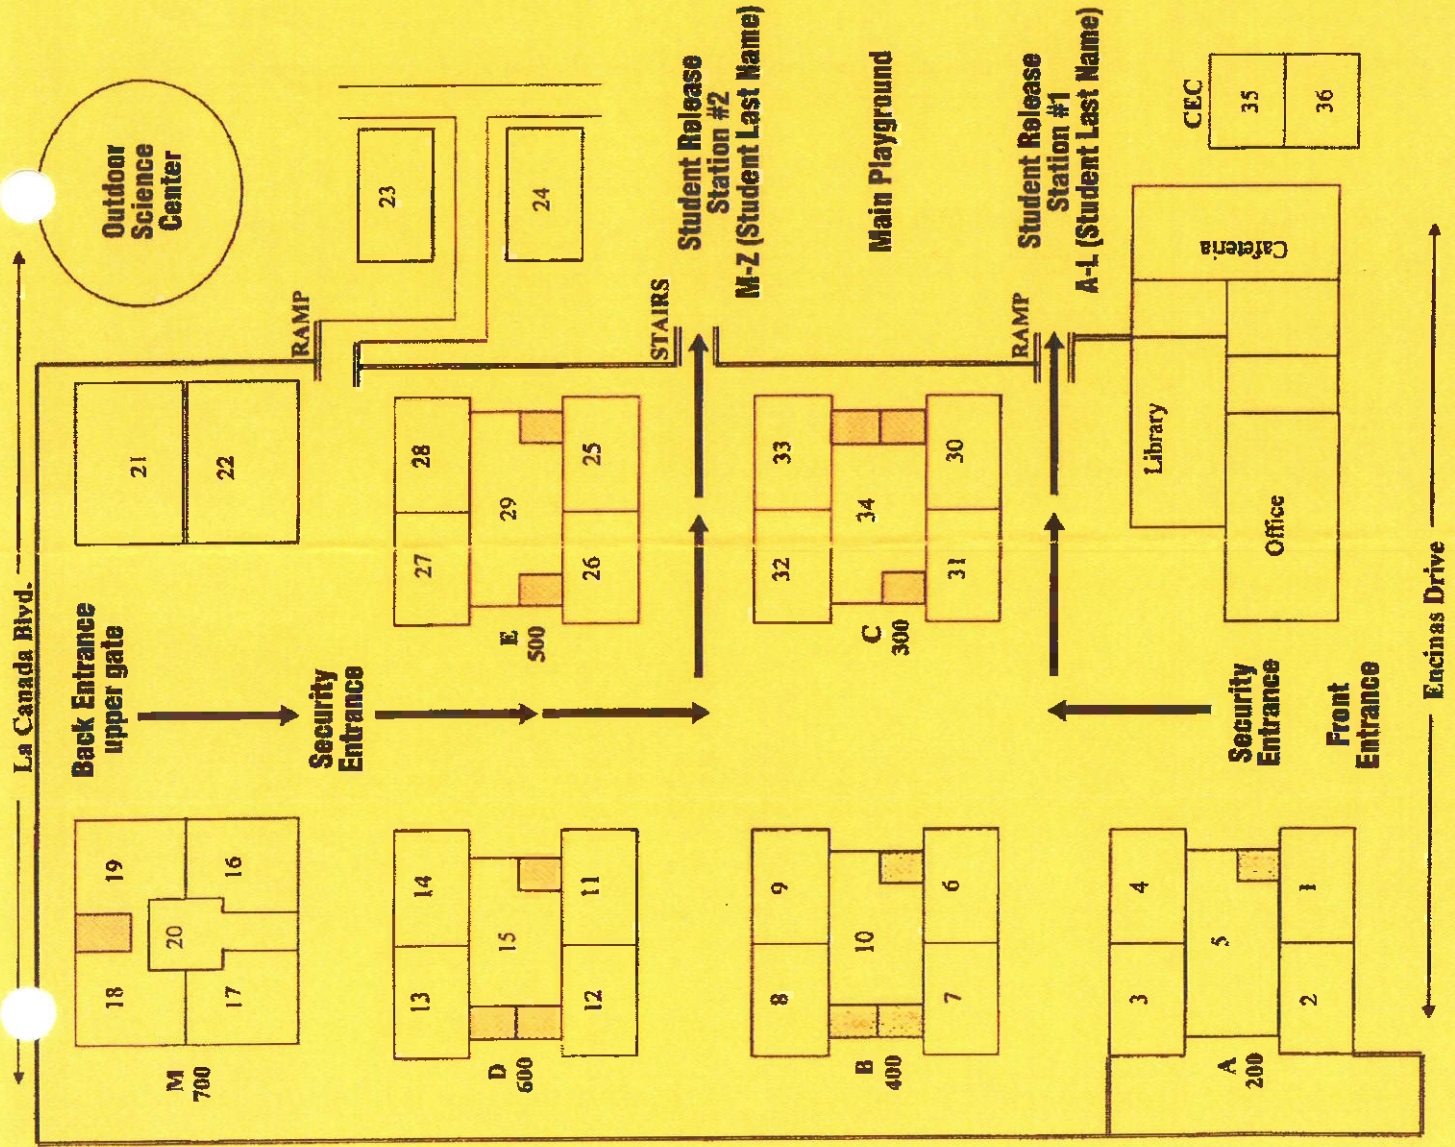 La Canada Blvd.
Back Entrance
upper gate
Outdoor
Science
Center
21
22
19
18
20
16
17
M
700
Security
Entrance
RAMP
23
24
28
27
29
25
26
E
500
14
13
15
11
12
D
600
STAIRS
Student Release
Station #2
M-Z (Student Last Name)
Main Playground
33
32
34
30
31
C
300
9
8
10
6
7
B
400
RAMP
Student Release
Station #1
A-L (Student Last Name)
CEC
35
36
Library
Cafeteria
Office
Security
Entrance
Front
Entrance
4
3
5
1
2
A
200
Encinas Drive